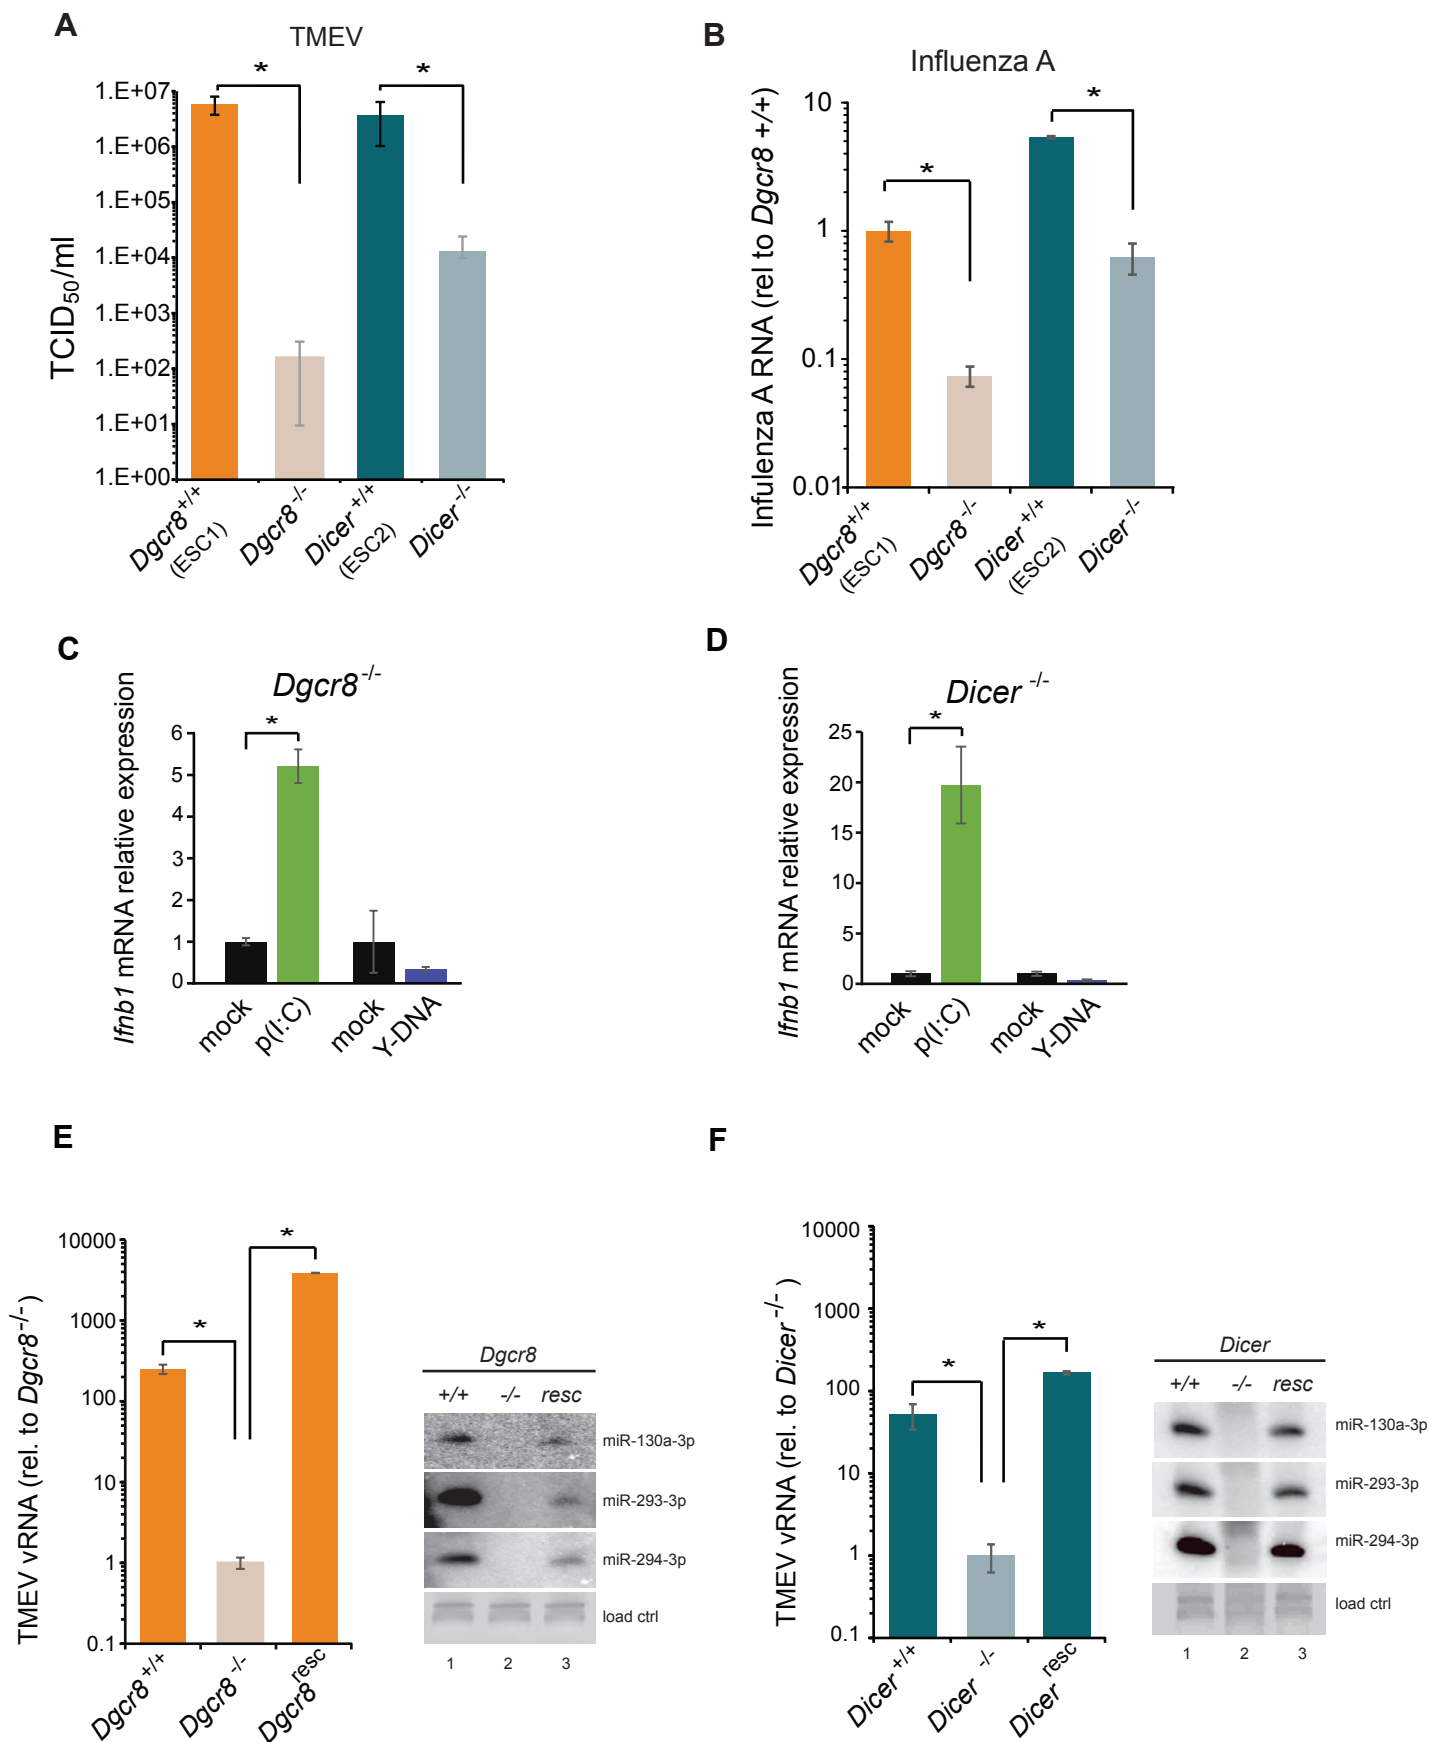 A
TMEV
*
*
1.E+07
1.E+06
1.E+05
1.E+04
1.E+03
1.E+02
1.E+01
1.E+00
TCID50/ml
Dgcr8+/+
(ESC1)
Dgcr8-/-
Dicer+/+
(ESC2)
Dicer-/-
B
Influenza A
*
*
10
1
0.1
0.01
Infulenza A RNA (rel to Dgcr8 +/+)
Dgcr8+/+
(ESC1)
Dgcr8-/-
Dicer+/+
(ESC2)
Dicer-/-
C
Dgcr8-/-
*
6
5
4
3
2
1
0
Ifnb1 mRNA relative expression
mock
p(I:C)
mock
Y-DNA
D
Dicer -/-
*
25
20
15
10
5
0
Ifnb1 mRNA relative expression
mock
p(I:C)
mock
Y-DNA
E
*
*
10000
1000
100
10
1
0.1
TMEV vRNA (rel. to Dgcr8-/-)
Dgcr8+/+
Dgcr8-/-
Dgcr8resc
Dgcr8
+/+ -/- resc
miR-130a-3p
miR-293-3p
miR-294-3p
load ctrl
1 2 3
F
*
*
10000
1000
100
10
1
0.1
TMEV vRNA (rel. to Dicer-/-)
Dicer+/+
Dicer-/-
Dicerresc
Dicer
+/+ -/- resc
miR-130a-3p
miR-293-3p
miR-294-3p
load ctrl
1 2 3